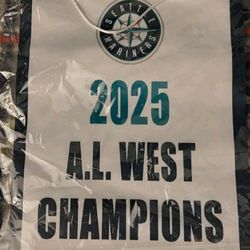 SEATTLE
MARINERS
2025
A.L. WEST
CHAMPIONS